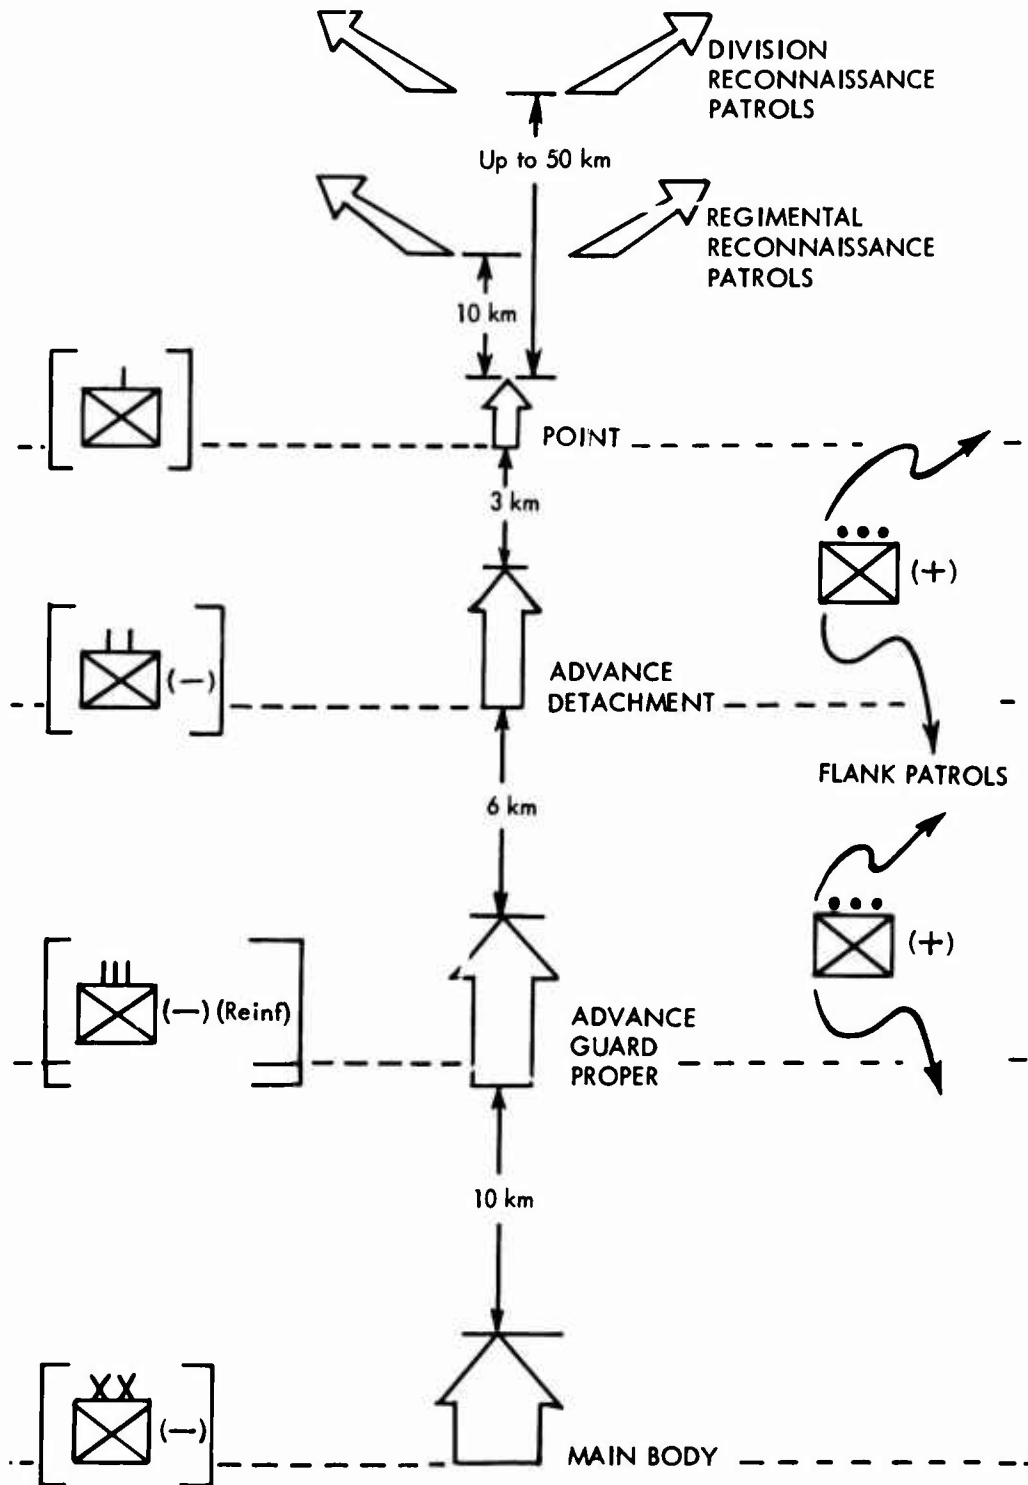 DIVISION
RECONNAISSANCE
PATROLS
Up to 50 km
REGIMENTAL
RECONNAISSANCE
PATROLS
10 km
POINT
3 km
(+)
(—)
ADVANCE
DETACHMENT
FLANK PATROLS
6 km
(+)
(—) (Reinf)
ADVANCE
GUARD
PROPER
10 km
(—)
MAIN BODY